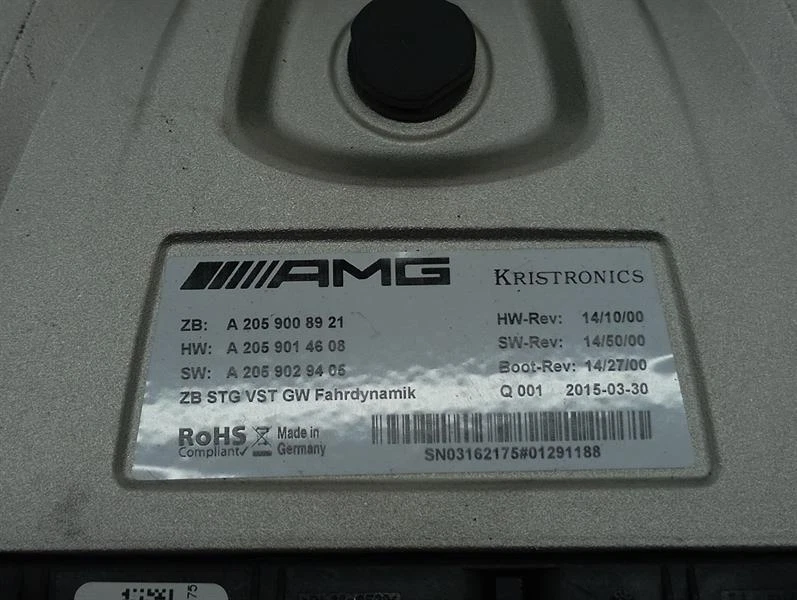 AMG KRISTRONICS
ZB: A 205 900 89 21 HW-Rev: 14/10/00
HW: A 205 901 46 08 SW-Rev: 14/50/00
SW: A 205 902 94 05 Boot-Rev: 14/27/00
ZB STG VST GW Fahrdynamik Q 001 2015-03-30
RoHS Compliant Made in Germany
SN03162175#01291188
75